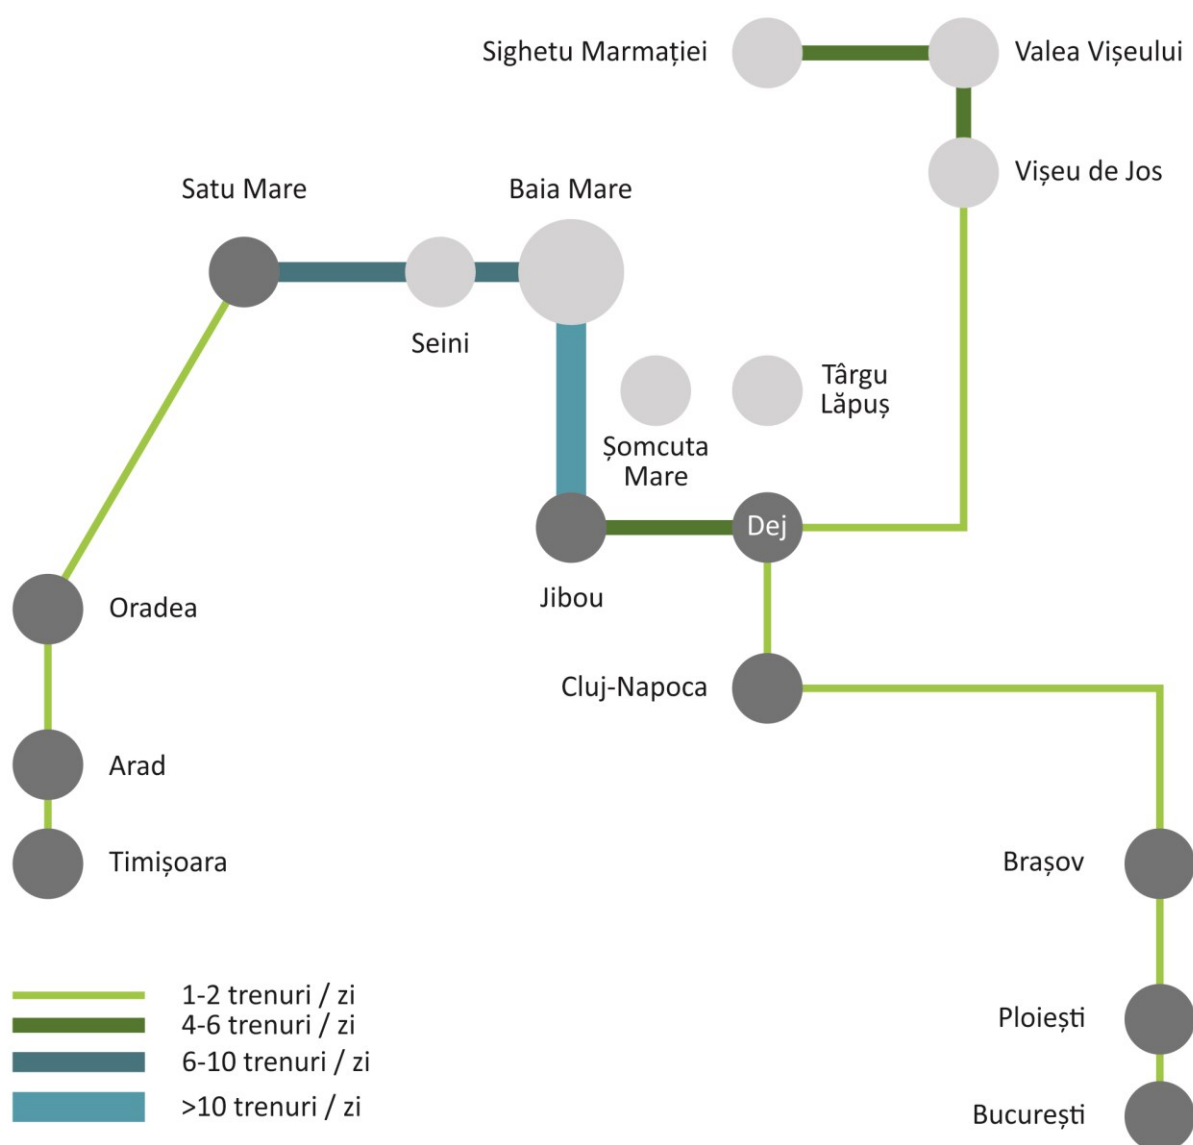 Sighetu Marmației
Valea Vișeului
Vișeu de Jos
Satu Mare
Baia Mare
Seini
Târgu
Lăpuș
Șomcuta
Mare
Dej
Jibou
Oradea
Cluj-Napoca
Arad
Timișoara
Brașov
Ploiești
București
1-2 trenuri / zi
4-6 trenuri / zi
6-10 trenuri / zi
>10 trenuri / zi